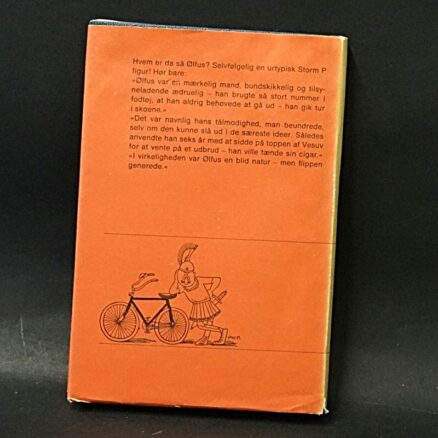 Hvem er da så Ølfus? Selvfølgelig en urtypisk Storm P
figur! Hør bare:
»Ølfus var en mærkelig mand, bundskikkelig og tilsy-
neladende ædruelig – han brugte så stort nummer i
fodtøj, at han aldrig behøvede at gå ud – han gik tur
i skoene.«
»Det var navnlig hans tålmodighed, man beundrede,
selv om den kunne slå ud i de særeste ideer. Således
anvendte han seks år med at sidde på toppen af Vesuv
for at vente på et udbrud – han ville tænde sin cigar.«
»I virkeligheden var Ølfus en blid natur – men flippen
generede.«